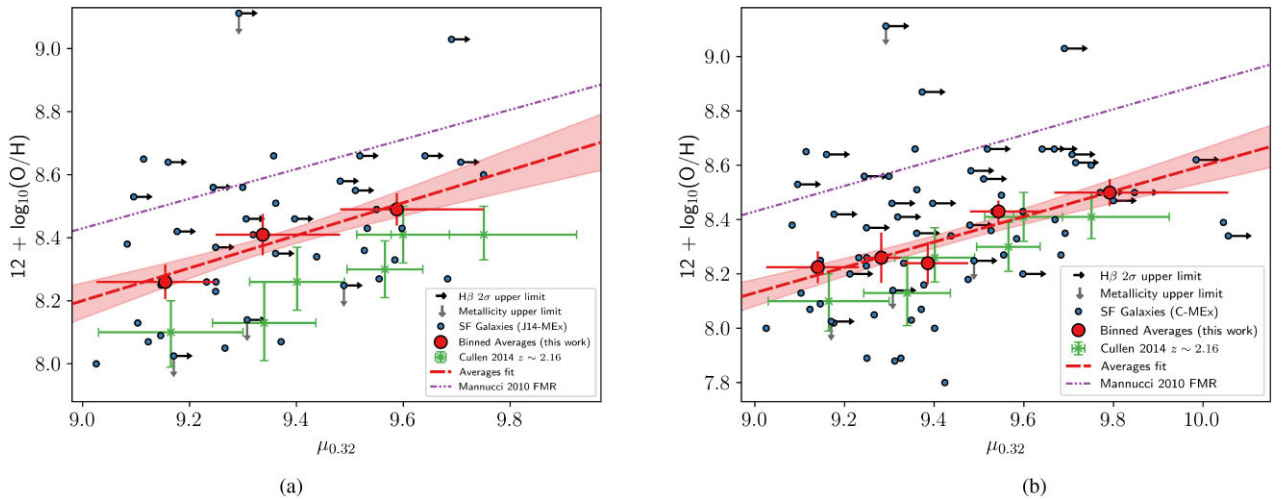 9.0
8.8
8.6
8.4
8.2
8.0
12 + log₁₀(O/H)
9.0 9.2 9.4 9.6 9.8
μ₀.₃₂
Hβ 2σ upper limit
Metallicity upper limit
SF Galaxies (J14-MEx)
Binned Averages (this work)
Cullen 2014 z ∼ 2.16
Averages fit
Mannucci 2010 FMR
(a)
9.0
8.8
8.6
8.4
8.2
8.0
7.8
12 + log₁₀(O/H)
9.0 9.2 9.4 9.6 9.8 10.0
μ₀.₃₂
Hβ 2σ upper limit
Metallicity upper limit
SF Galaxies (C-MEx)
Binned Averages (this work)
Cullen 2014 z ∼ 2.16
Averages fit
Mannucci 2010 FMR
(b)